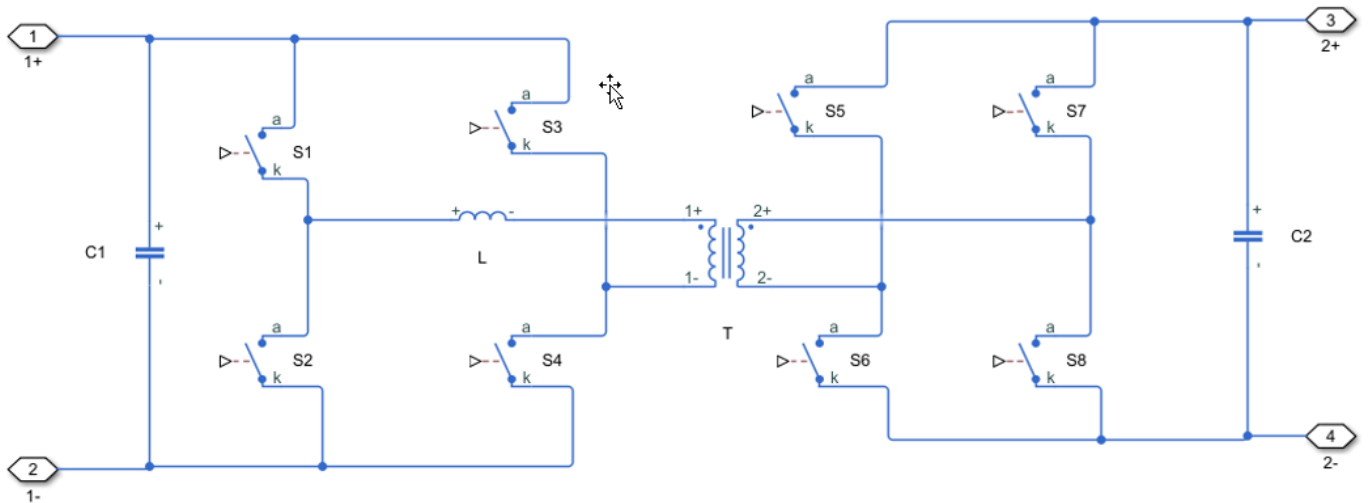 1
1+
3
2+
a
S1
k
a
S3
k
a
S5
k
a
S7
k
+
C1
-
+ -
L
1+
1-
2+
2-
T
+
C2
-
a
S2
k
a
S4
k
a
S6
k
a
S8
k
2
1-
4
2-